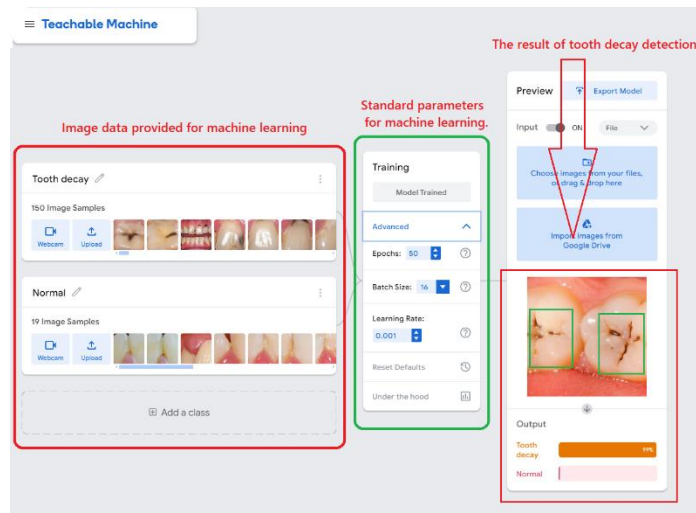 Teachable Machine
The result of tooth decay detection
Image data provided for machine learning
Standard parameters
for machine learning.
Tooth decay
150 Image Samples
Webcam
Upload
Normal
19 Image Samples
Webcam
Upload
Add a class
Training
Model Trained
Advanced
Epochs: 50
Batch Size: 16
Learning Rate:
0.001
Reset Defaults
Under the hood
Preview
Export Model
Input ON File
Choose images from your files,
or drag & drop here
Import images from
Google Drive
Output
Tooth
decay
99%
Normal